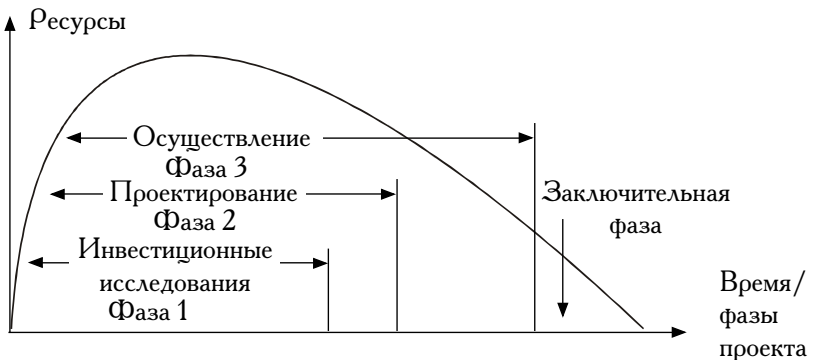 Ресурсы
Осуществление
Фаза 3
Проектирование
Фаза 2
Заключительная
фаза
Инвестиционные
исследования
Фаза 1
Время/
фазы
проекта